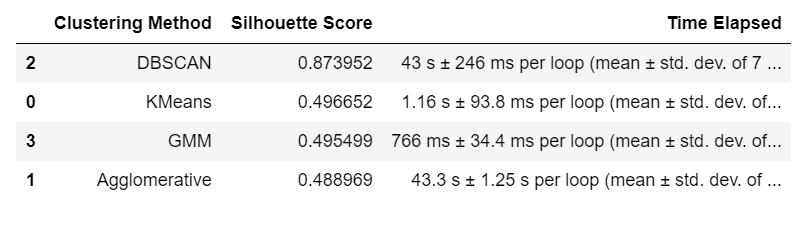 Clustering Method Silhouette Score Time Elapsed
2 DBSCAN 0.873952 43 s ± 246 ms per loop (mean ± std. dev. of 7 ...
0 KMeans 0.496652 1.16 s ± 93.8 ms per loop (mean ± std. dev. of...
3 GMM 0.495499 766 ms ± 34.4 ms per loop (mean ± std. dev. of...
1 Agglomerative 0.488969 43.3 s ± 1.25 s per loop (mean ± std. dev. of ...